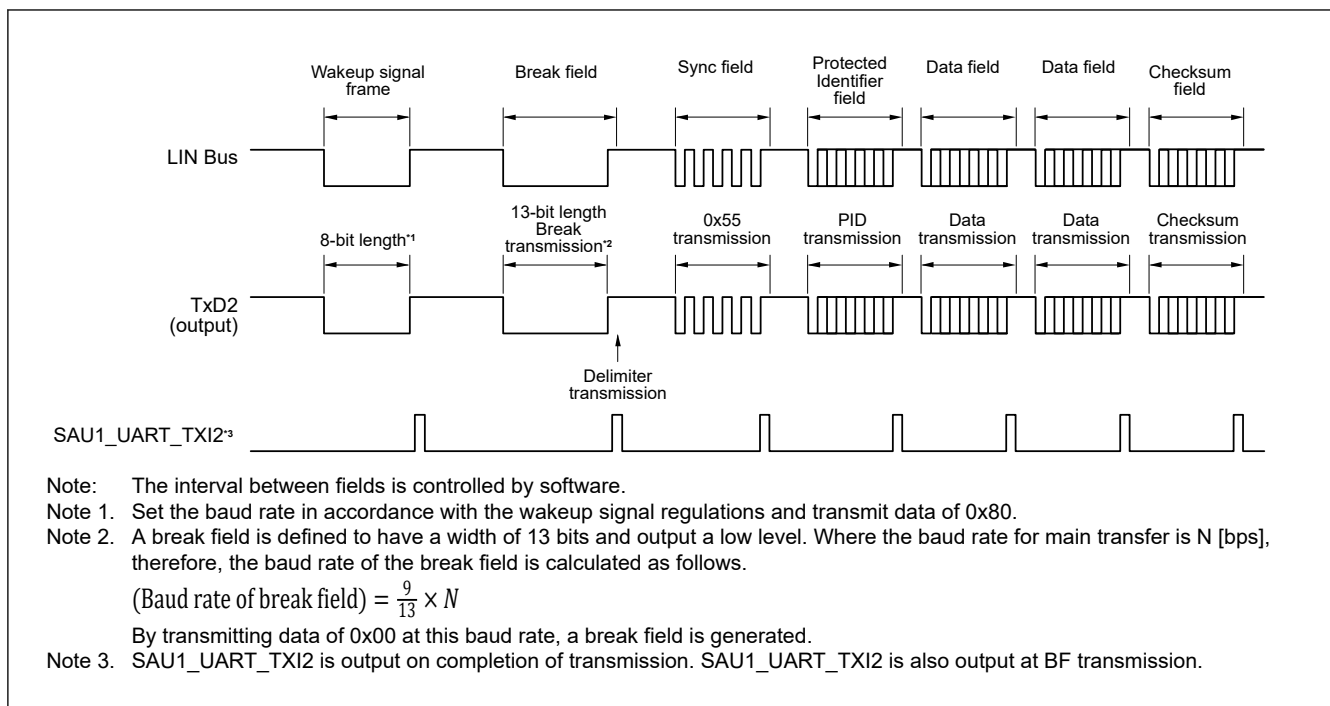 Wakeup signal
frame
Break field
Sync field
Protected
Identifier
field
Data field
Data field
Checksum
field
LIN Bus
8-bit length*1
13-bit length
Break
transmission*2
0x55
transmission
PID
transmission
Data
transmission
Data
transmission
Checksum
transmission
TxD2
(output)
Delimiter
transmission
SAU1_UART_TXI2*3
Note: The interval between fields is controlled by software.
Note 1. Set the baud rate in accordance with the wakeup signal regulations and transmit data of 0x80.
Note 2. A break field is defined to have a width of 13 bits and output a low level. Where the baud rate for main transfer is N [bps],
therefore, the baud rate of the break field is calculated as follows.
(Baud rate of break field) = 9/13 × N
By transmitting data of 0x00 at this baud rate, a break field is generated.
Note 3. SAU1_UART_TXI2 is output on completion of transmission. SAU1_UART_TXI2 is also output at BF transmission.